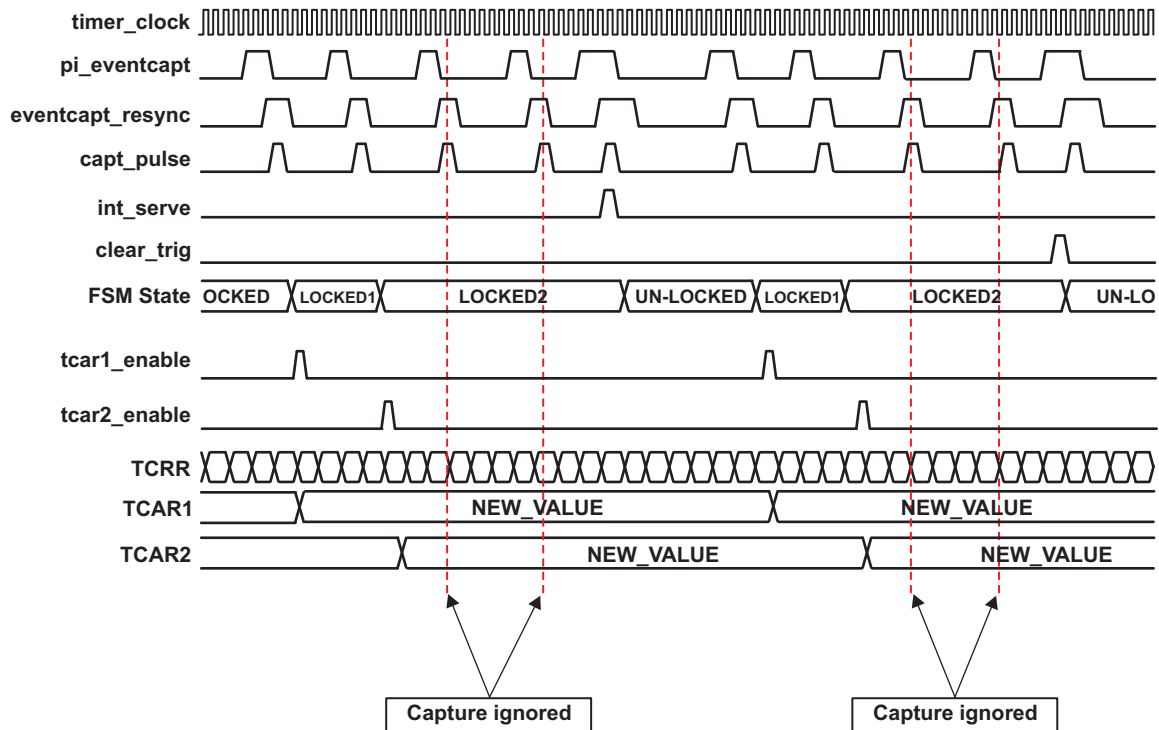 timer_clock
pi_eventcapt
eventcapt_resync
capt_pulse
int_serve
clear_trig
FSM State OCKED LOCKED1 LOCKED2 UN-LOCKED LOCKED1 LOCKED2 UN-LO
tcar1_enable
tcar2_enable
TCRR
TCAR1 NEW_VALUE NEW_VALUE
TCAR2 NEW_VALUE NEW_VALUE
Capture ignored Capture ignored